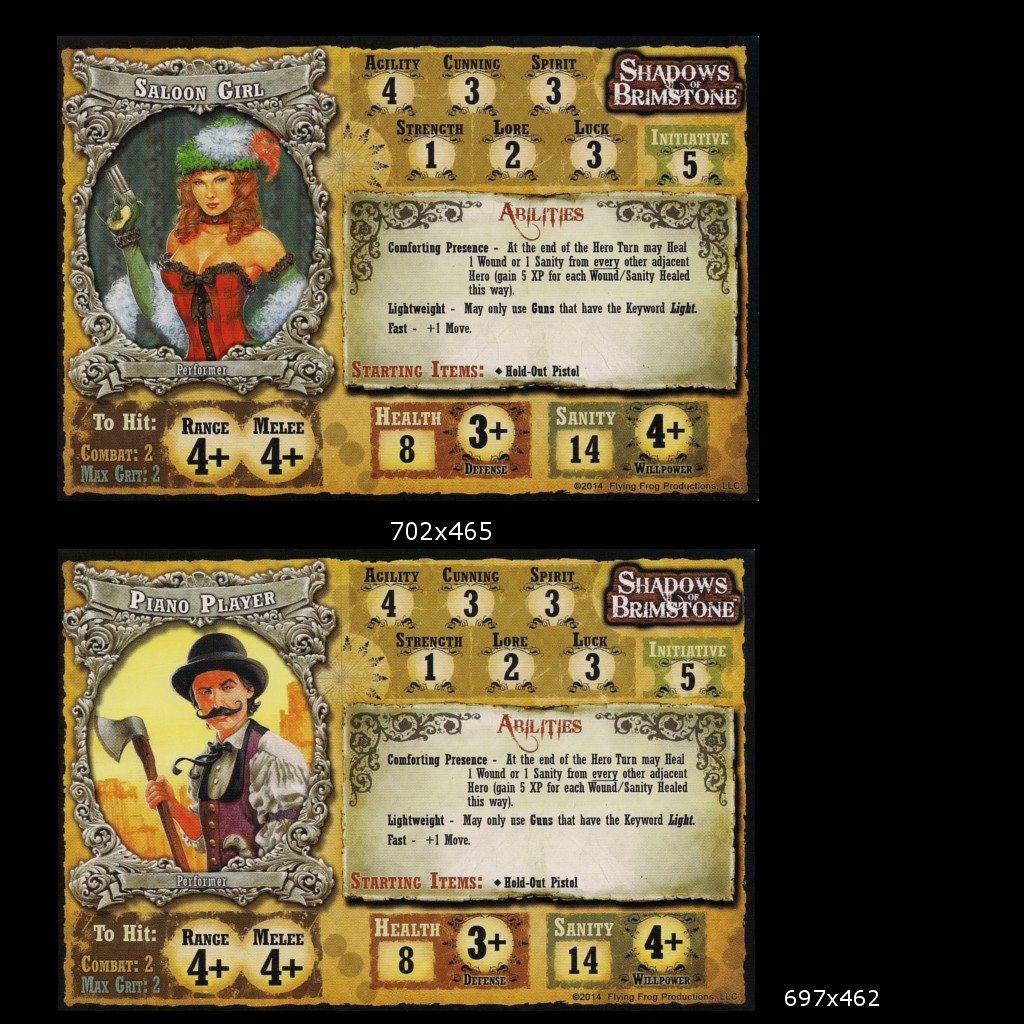 SALOON GIRL
Performer
AGILITY CUNNING SPIRIT
4 3 3
STRENGTH LORE LUCK
1 2 3
SHADOWS
OF
BRIMSTONE
INITIATIVE
5
ABILITIES
Comforting Presence - At the end of the Hero Turn may Heal
1 Wound or 1 Sanity from every other adjacent
Hero (gain 5 XP for each Wound/Sanity Healed
this way).
Lightweight - May only use Guns that have the Keyword Light.
Fast - +1 Move.
STARTING ITEMS: ◆ Hold-Out Pistol
TO HIT:
COMBAT: 2
MAX GRIT: 2
RANGE MELEE
4+ 4+
HEALTH
8
3+
DEFENSE
SANITY
14
4+
WILLPOWER
©2014 Flying Frog Productions, LLC.
702x465
PIANO PLAYER
Performer
AGILITY CUNNING SPIRIT
4 3 3
STRENGTH LORE LUCK
1 2 3
SHADOWS
OF
BRIMSTONE
INITIATIVE
5
ABILITIES
Comforting Presence - At the end of the Hero Turn may Heal
1 Wound or 1 Sanity from every other adjacent
Hero (gain 5 XP for each Wound/Sanity Healed
this way).
Lightweight - May only use Guns that have the Keyword Light.
Fast - +1 Move.
STARTING ITEMS: ◆ Hold-Out Pistol
TO HIT:
COMBAT: 2
MAX GRIT: 2
RANGE MELEE
4+ 4+
HEALTH
8
3+
DEFENSE
SANITY
14
4+
WILLPOWER
©2014 Flying Frog Productions, LLC.
697x462